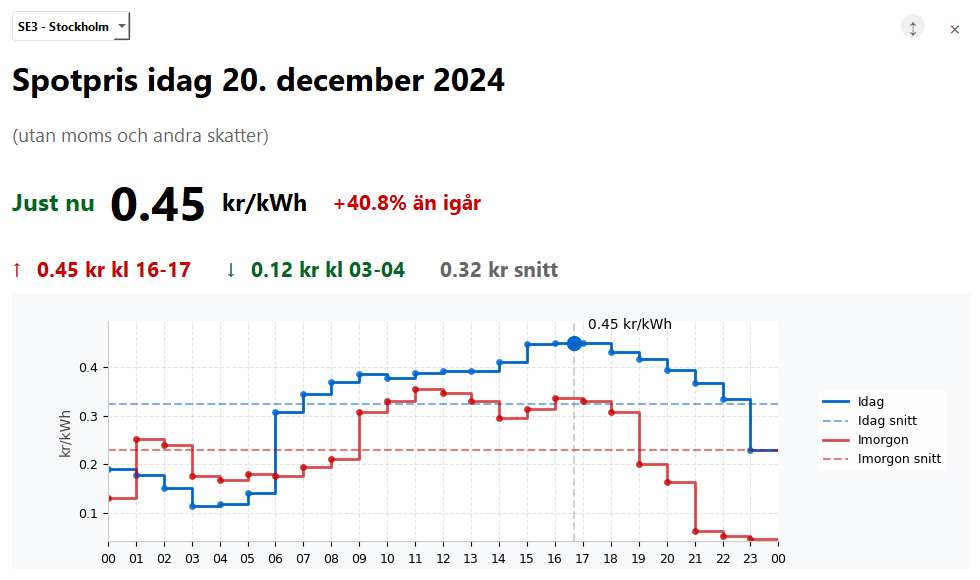 SE3 - Stockholm
↕ ×
Spotpris idag 20. december 2024
(utan moms och andra skatter)
Just nu 0.45 kr/kWh +40.8% än igår
↑ 0.45 kr kl 16-17 ↓ 0.12 kr kl 03-04 0.32 kr snitt
0.45 kr/kWh
kr/kWh
0.4
0.3
0.2
0.1
00 01 02 03 04 05 06 07 08 09 10 11 12 13 14 15 16 17 18 19 20 21 22 23 00
Idag
Idag snitt
Imorgon
Imorgon snitt